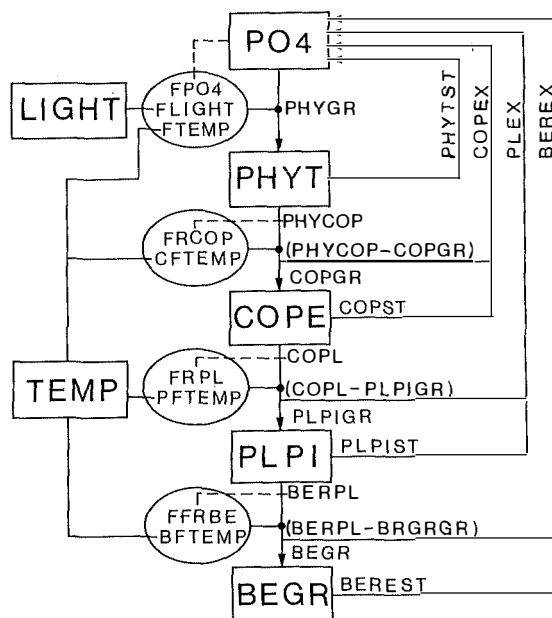 PO4
LIGHT
FPO4
FLIGHT
FTEMP
PHYGR
PHYTST
COPEX
PLEX
BEREX
PHYT
PHYCOP
FRCOP
CFTEMP
(PHYCOP-COPGR)
COPGR
COPE
COPST
COPL
TEMP
FRPL
PFTEMP
(COPL-PLPIGR)
PLPIGR
PLPI
PLPIST
BERPL
FFRBE
BFTEMP
(BERPL-BRGRGR)
BEGR
BEGR
BEREST